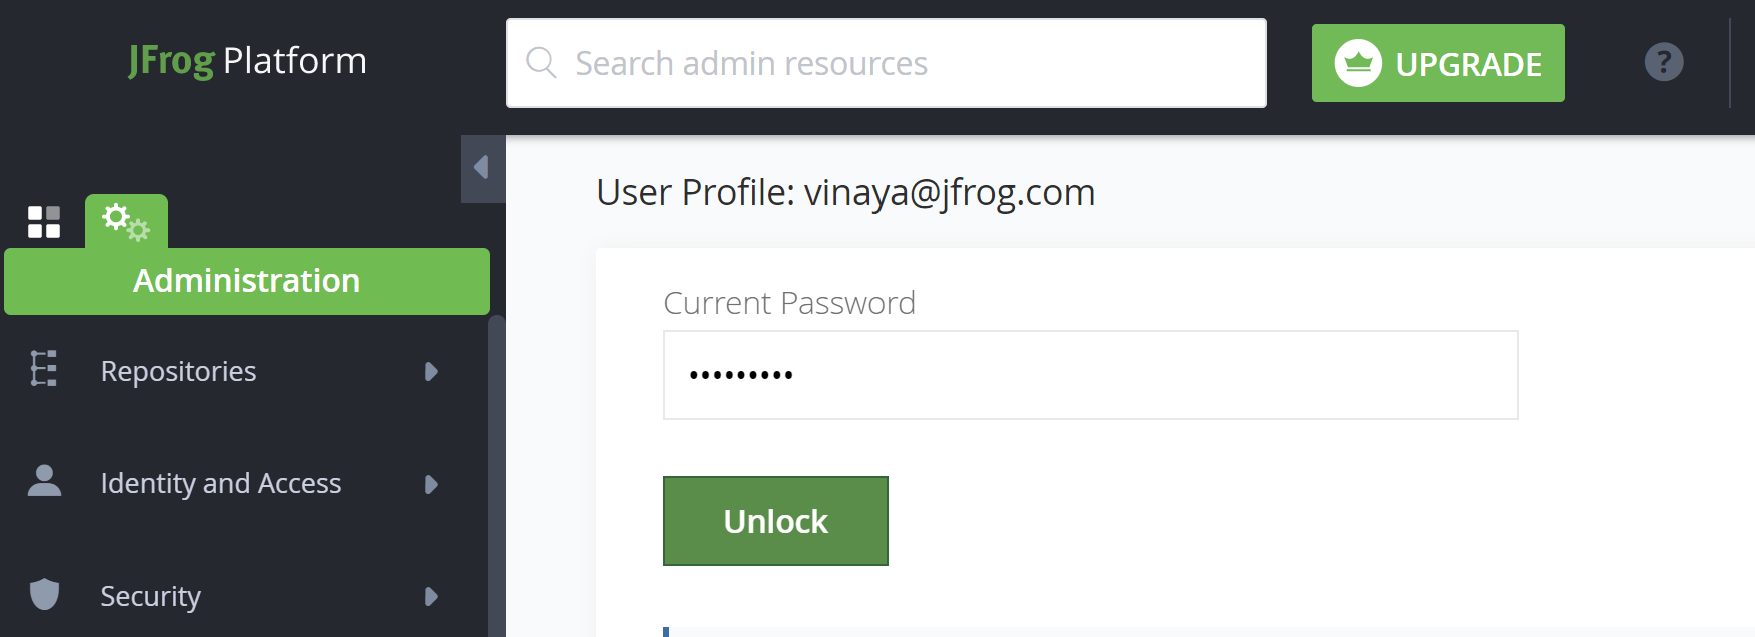 JFrog Platform
Search admin resources
UPGRADE
?
User Profile: vinaya@jfrog.com
Administration
Current Password
•••••••••
Repositories
Identity and Access
Unlock
Security